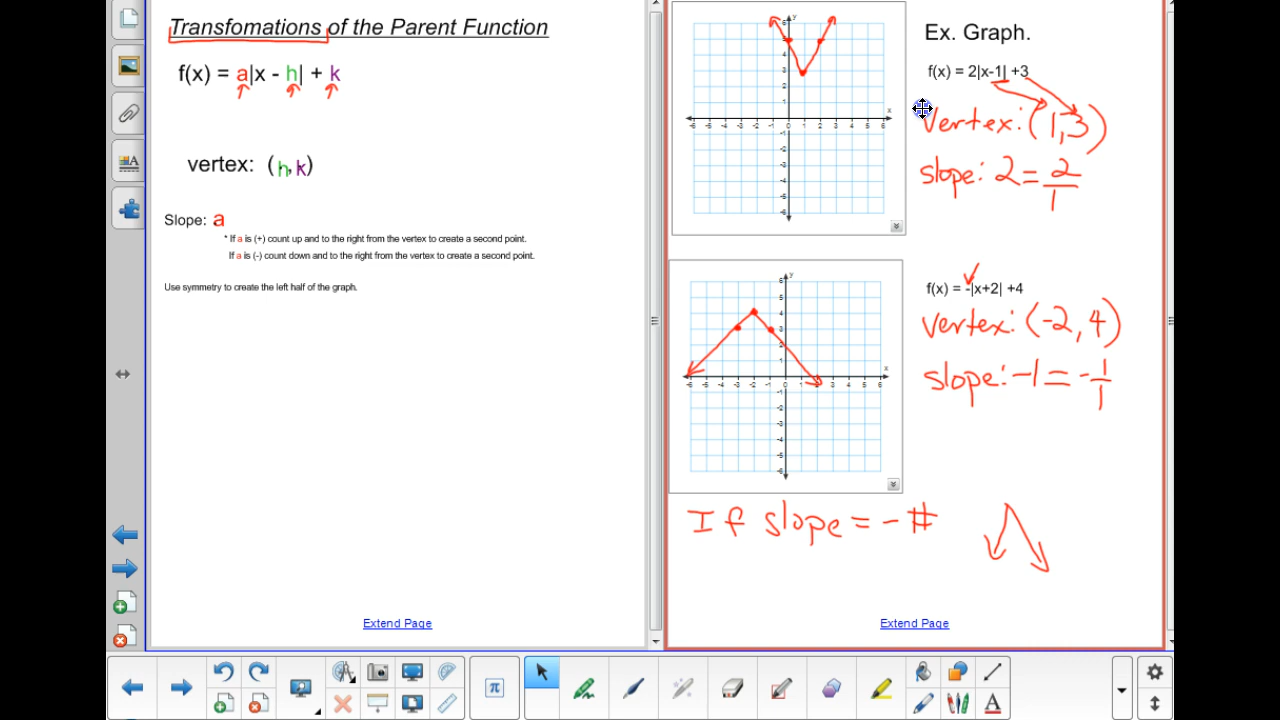 Transfomations of the Parent Function
f(x) = a|x - h| + k
vertex: (h,k)
Slope: a
* If a is (+) count up and to the right from the vertex to create a second point.
If a is (-) count down and to the right from the vertex to create a second point.
Use symmetry to create the left half of the graph.
Extend Page
Ex. Graph.
f(x) = 2|x-1| +3
vertex: (1,3)
slope: 2 = 2/1
f(x) = -|x+2| +4
vertex: (-2,4)
slope: -1 = -1/1
If slope = - #
Extend Page